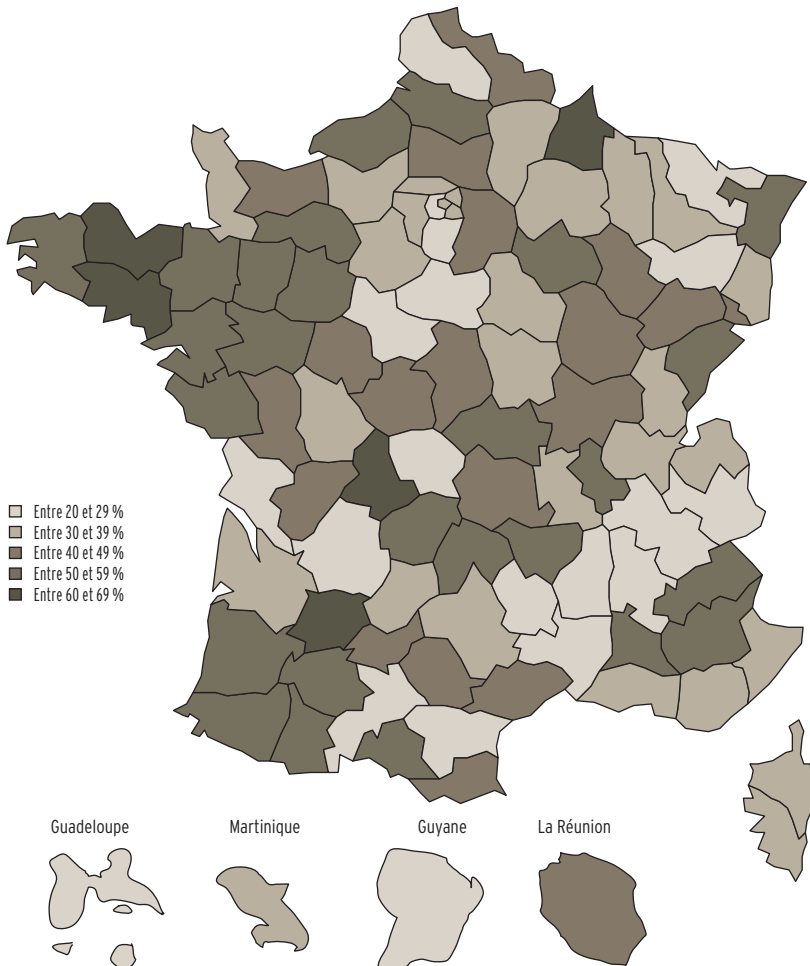 Entre 20 et 29 %
Entre 30 et 39 %
Entre 40 et 49 %
Entre 50 et 59 %
Entre 60 et 69 %
Guadeloupe
Martinique
Guyane
La Réunion